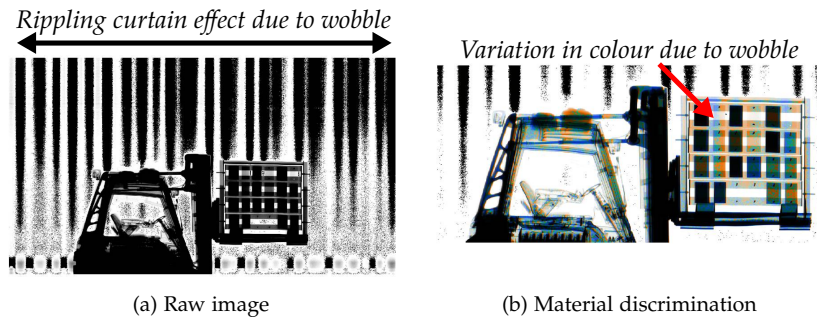 Rippling curtain effect due to wobble
Variation in colour due to wobble
(a) Raw image
(b) Material discrimination